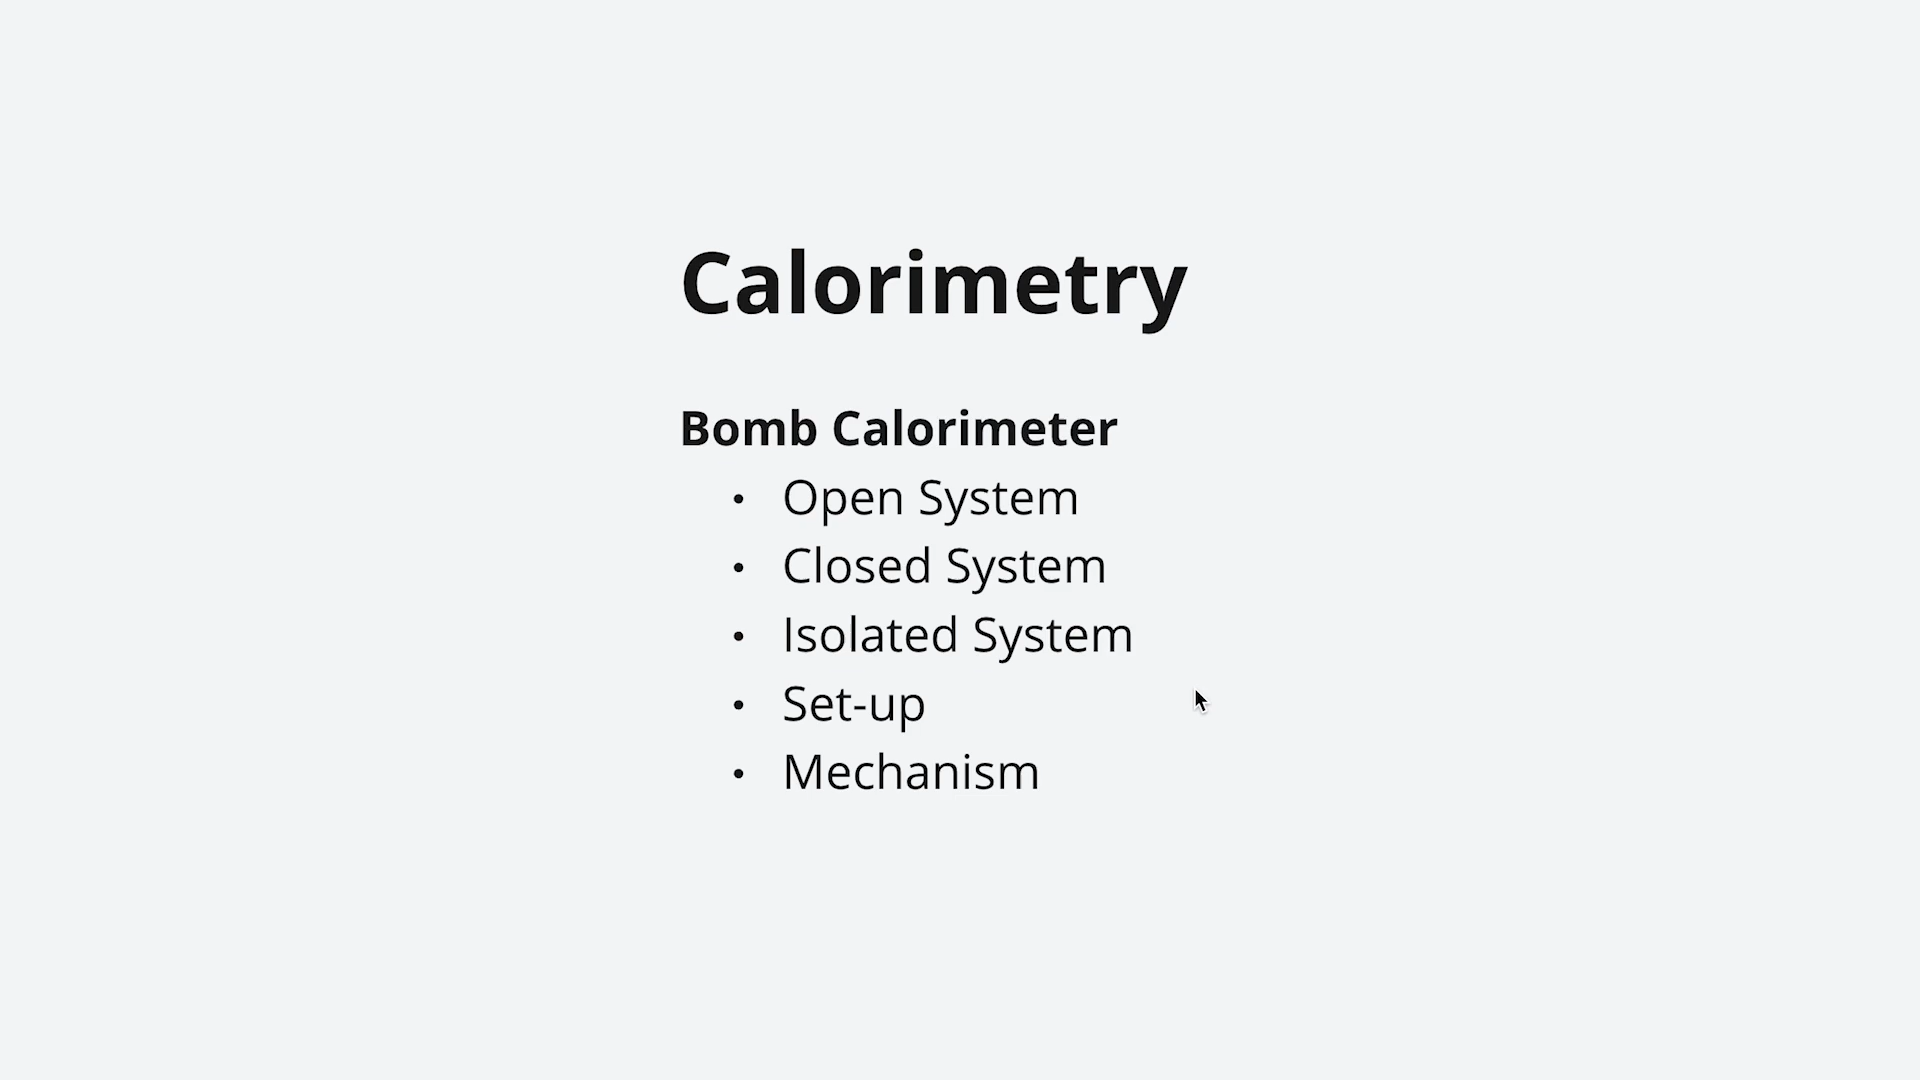 Calorimetry
Bomb Calorimeter
• Open System
• Closed System
• Isolated System
• Set-up
• Mechanism